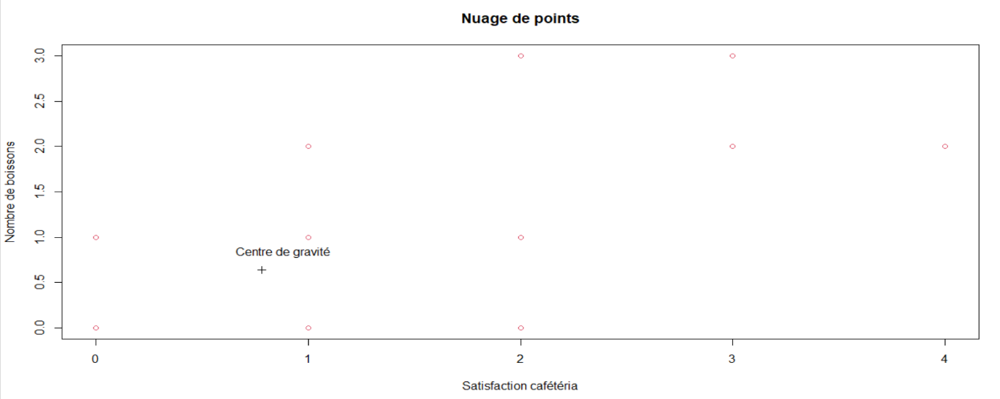 Nuage de points
Nombre de boissons
3.0
2.5
2.0
1.5
1.0
0.5
0.0
Centre de gravité
0 1 2 3 4
Satisfaction cafétéria